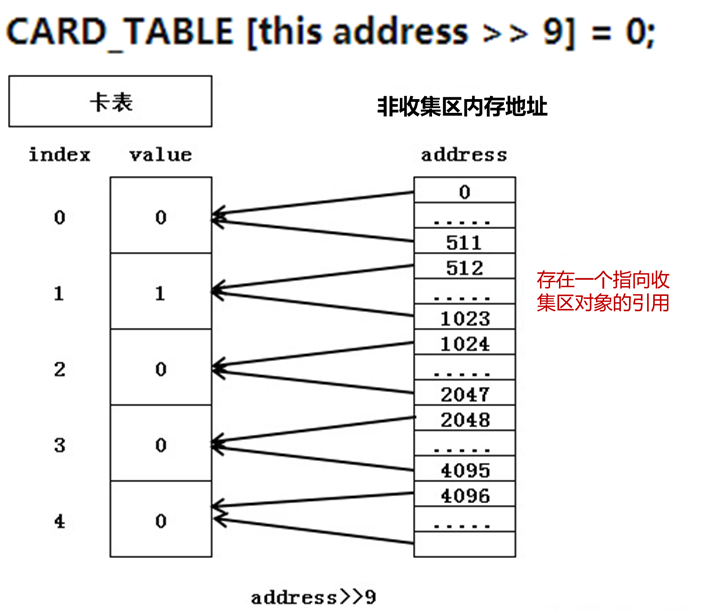 CARD_TABLE [this address >> 9] = 0;
卡表
非收集区内存地址
index value address
0 0 0
.....
511
1 1 512
.....
1023
存在一个指向收
集区对象的引用
2 0 1024
.....
2047
3 0 2048
.....
4095
4 0 4096
.....
address>>9